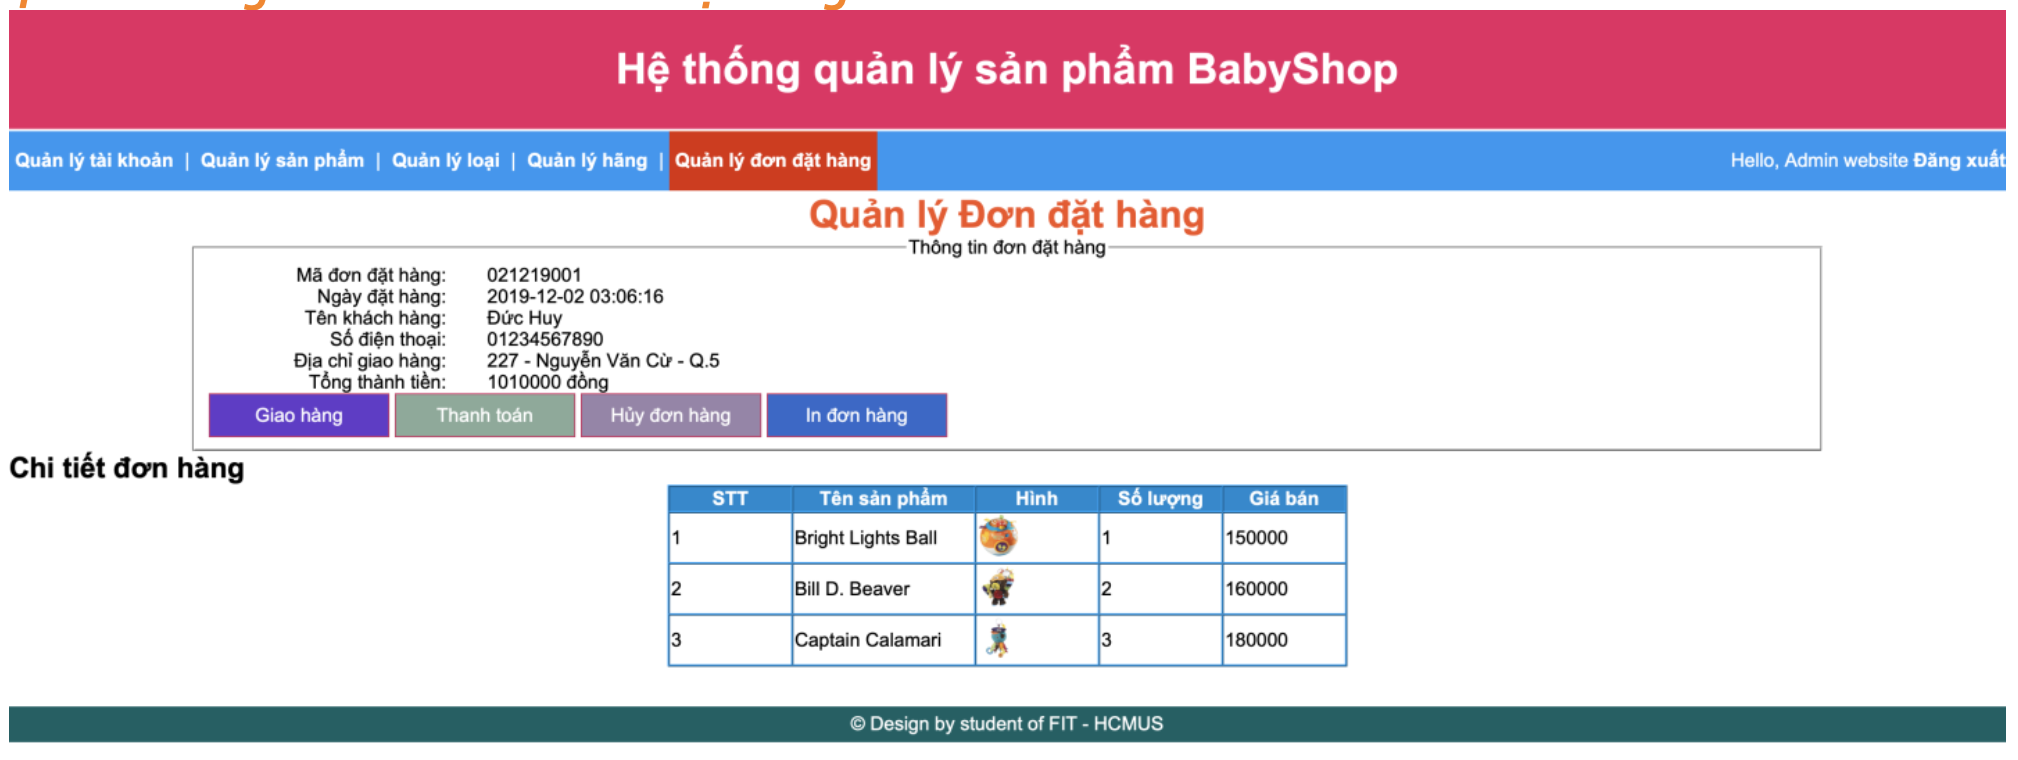 Hệ thống quản lý sản phẩm BabyShop
Quản lý tài khoản | Quản lý sản phẩm | Quản lý loại | Quản lý hãng | Quản lý đơn đặt hàng Hello, Admin website Đăng xuất
Quản lý Đơn đặt hàng
Thông tin đơn đặt hàng
Mã đơn đặt hàng: 021219001
Ngày đặt hàng: 2019-12-02 03:06:16
Tên khách hàng: Đức Huy
Số điện thoại: 01234567890
Địa chỉ giao hàng: 227 - Nguyễn Văn Cừ - Q.5
Tổng thành tiền: 1010000 đồng
Giao hàng Thanh toán Hủy đơn hàng In đơn hàng
Chi tiết đơn hàng
STT Tên sản phẩm Hình Số lượng Giá bán
1 Bright Lights Ball 1 150000
2 Bill D. Beaver 2 160000
3 Captain Calamari 3 180000
© Design by student of FIT - HCMUS